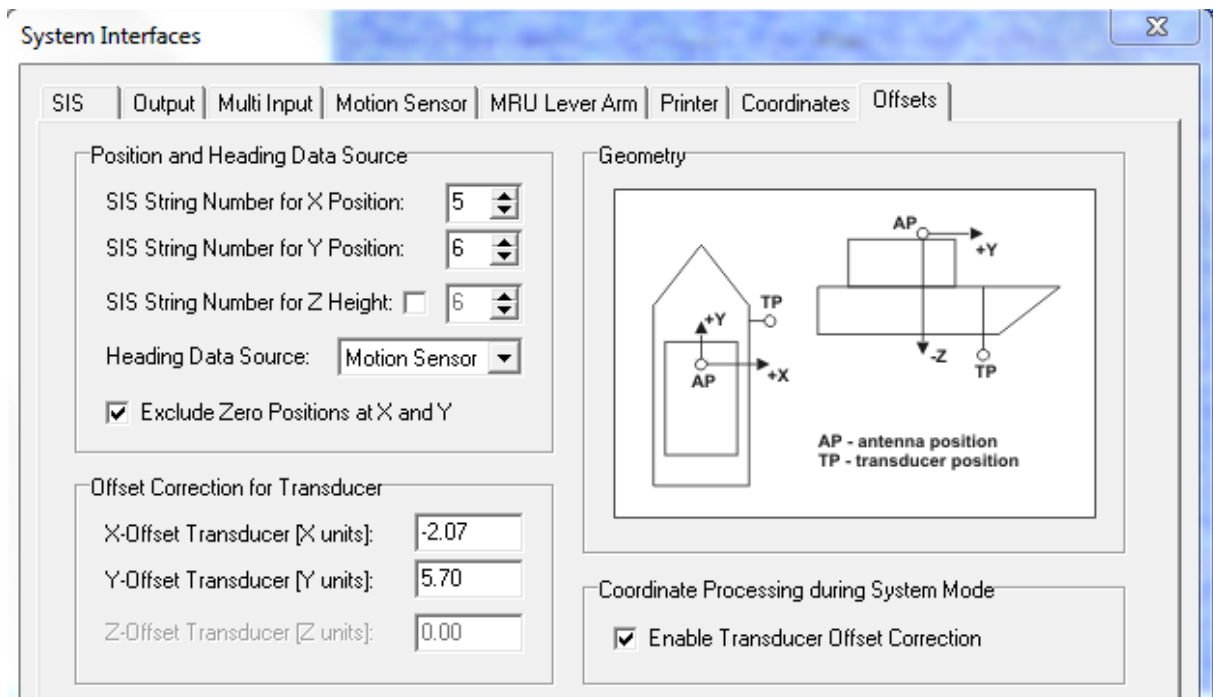 System Interfaces
SIS Output Multi Input Motion Sensor MRU Lever Arm Printer Coordinates Offsets
Position and Heading Data Source
SIS String Number for X Position: 5
SIS String Number for Y Position: 6
SIS String Number for Z Height: 6
Heading Data Source: Motion Sensor
Exclude Zero Positions at X and Y
Offset Correction for Transducer
X-Offset Transducer [X units]: -2.07
Y-Offset Transducer [Y units]: 5.70
Z-Offset Transducer [Z units]: 0.00
Geometry
TP
+Y
+X
AP
AP
+Y
-Z
TP
AP - antenna position
TP - transducer position
Coordinate Processing during System Mode
Enable Transducer Offset Correction